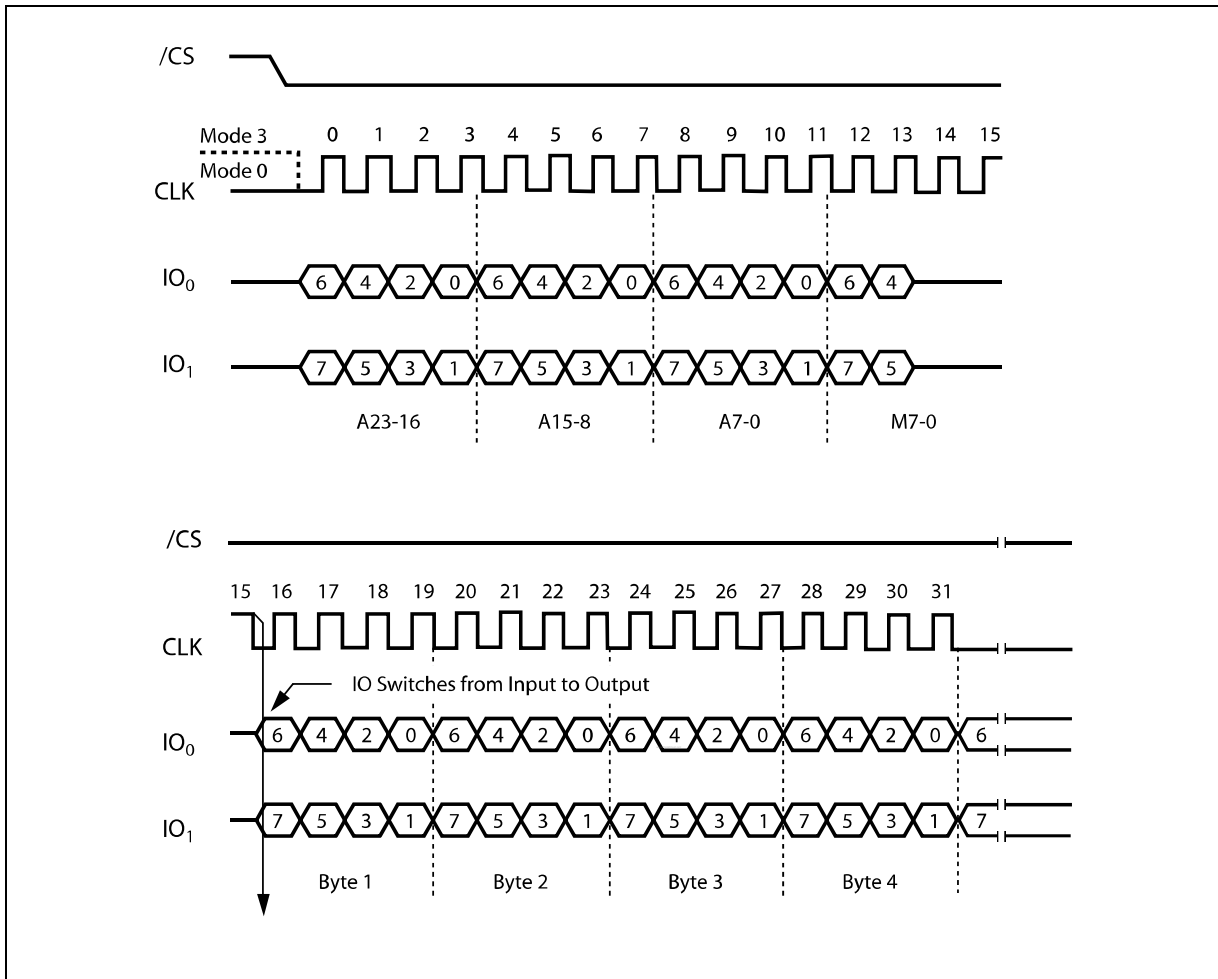 /CS
Mode 3 0 1 2 3 4 5 6 7 8 9 10 11 12 13 14 15
Mode 0
CLK
IO0 6 4 2 0 6 4 2 0 6 4 2 0 6 4
IO1 7 5 3 1 7 5 3 1 7 5 3 1 7 5
A23-16 A15-8 A7-0 M7-0
/CS
15 16 17 18 19 20 21 22 23 24 25 26 27 28 29 30 31
CLK
IO Switches from Input to Output
IO0 6 4 2 0 6 4 2 0 6 4 2 0 6 4 2 0 6
IO1 7 5 3 1 7 5 3 1 7 5 3 1 7 5 3 1 7
Byte 1 Byte 2 Byte 3 Byte 4